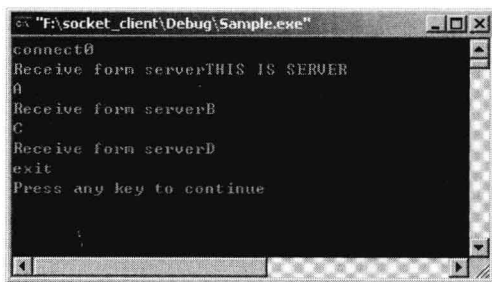 "F:\socket_client\Debug\Sample.exe"
connect0
Receive form serverTHIS IS SERVER
A
Receive form serverB
C
Receive form serverD
exit
Press any key to continue